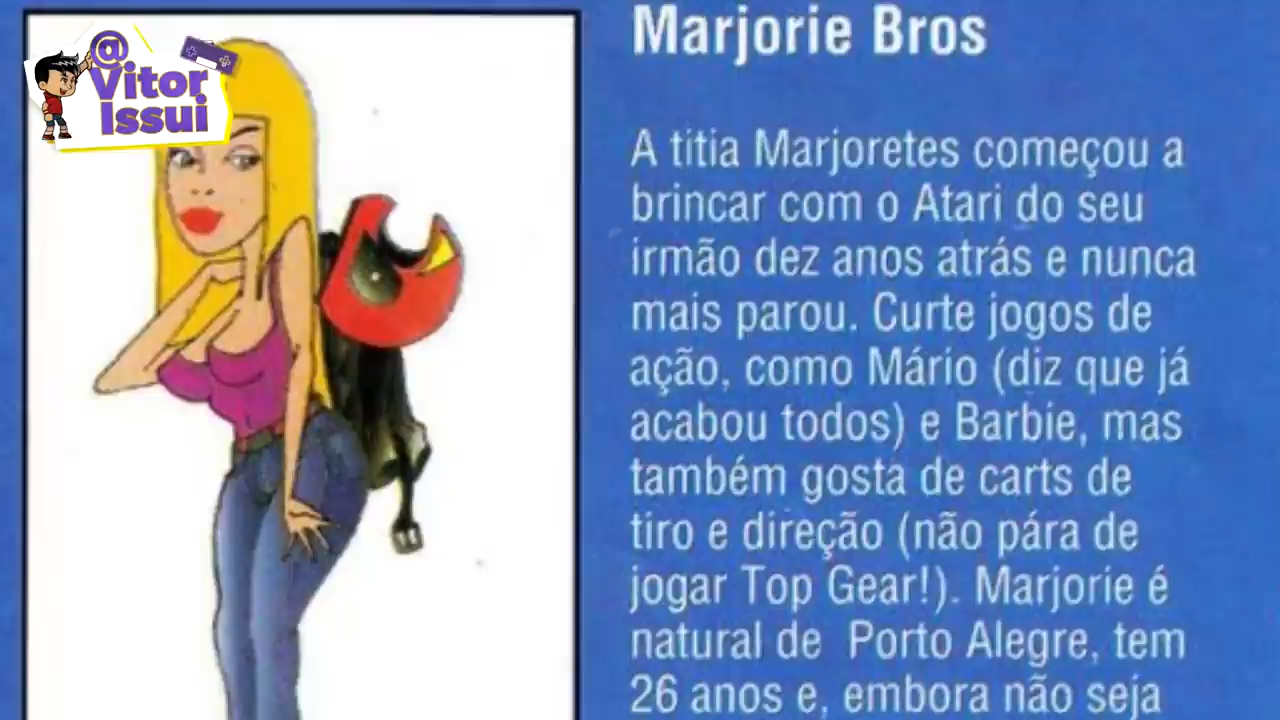 @
Vitor
Issui
Marjorie Bros
A titia Marjoretes começou a
brincar com o Atari do seu
irmão dez anos atrás e nunca
mais parou. Curte jogos de
ação, como Mário (diz que já
acabou todos) e Barbie, mas
também gosta de carts de
tiro e direção (não pára de
jogar Top Gear!). Marjorie é
natural de Porto Alegre, tem
26 anos e, embora não seja